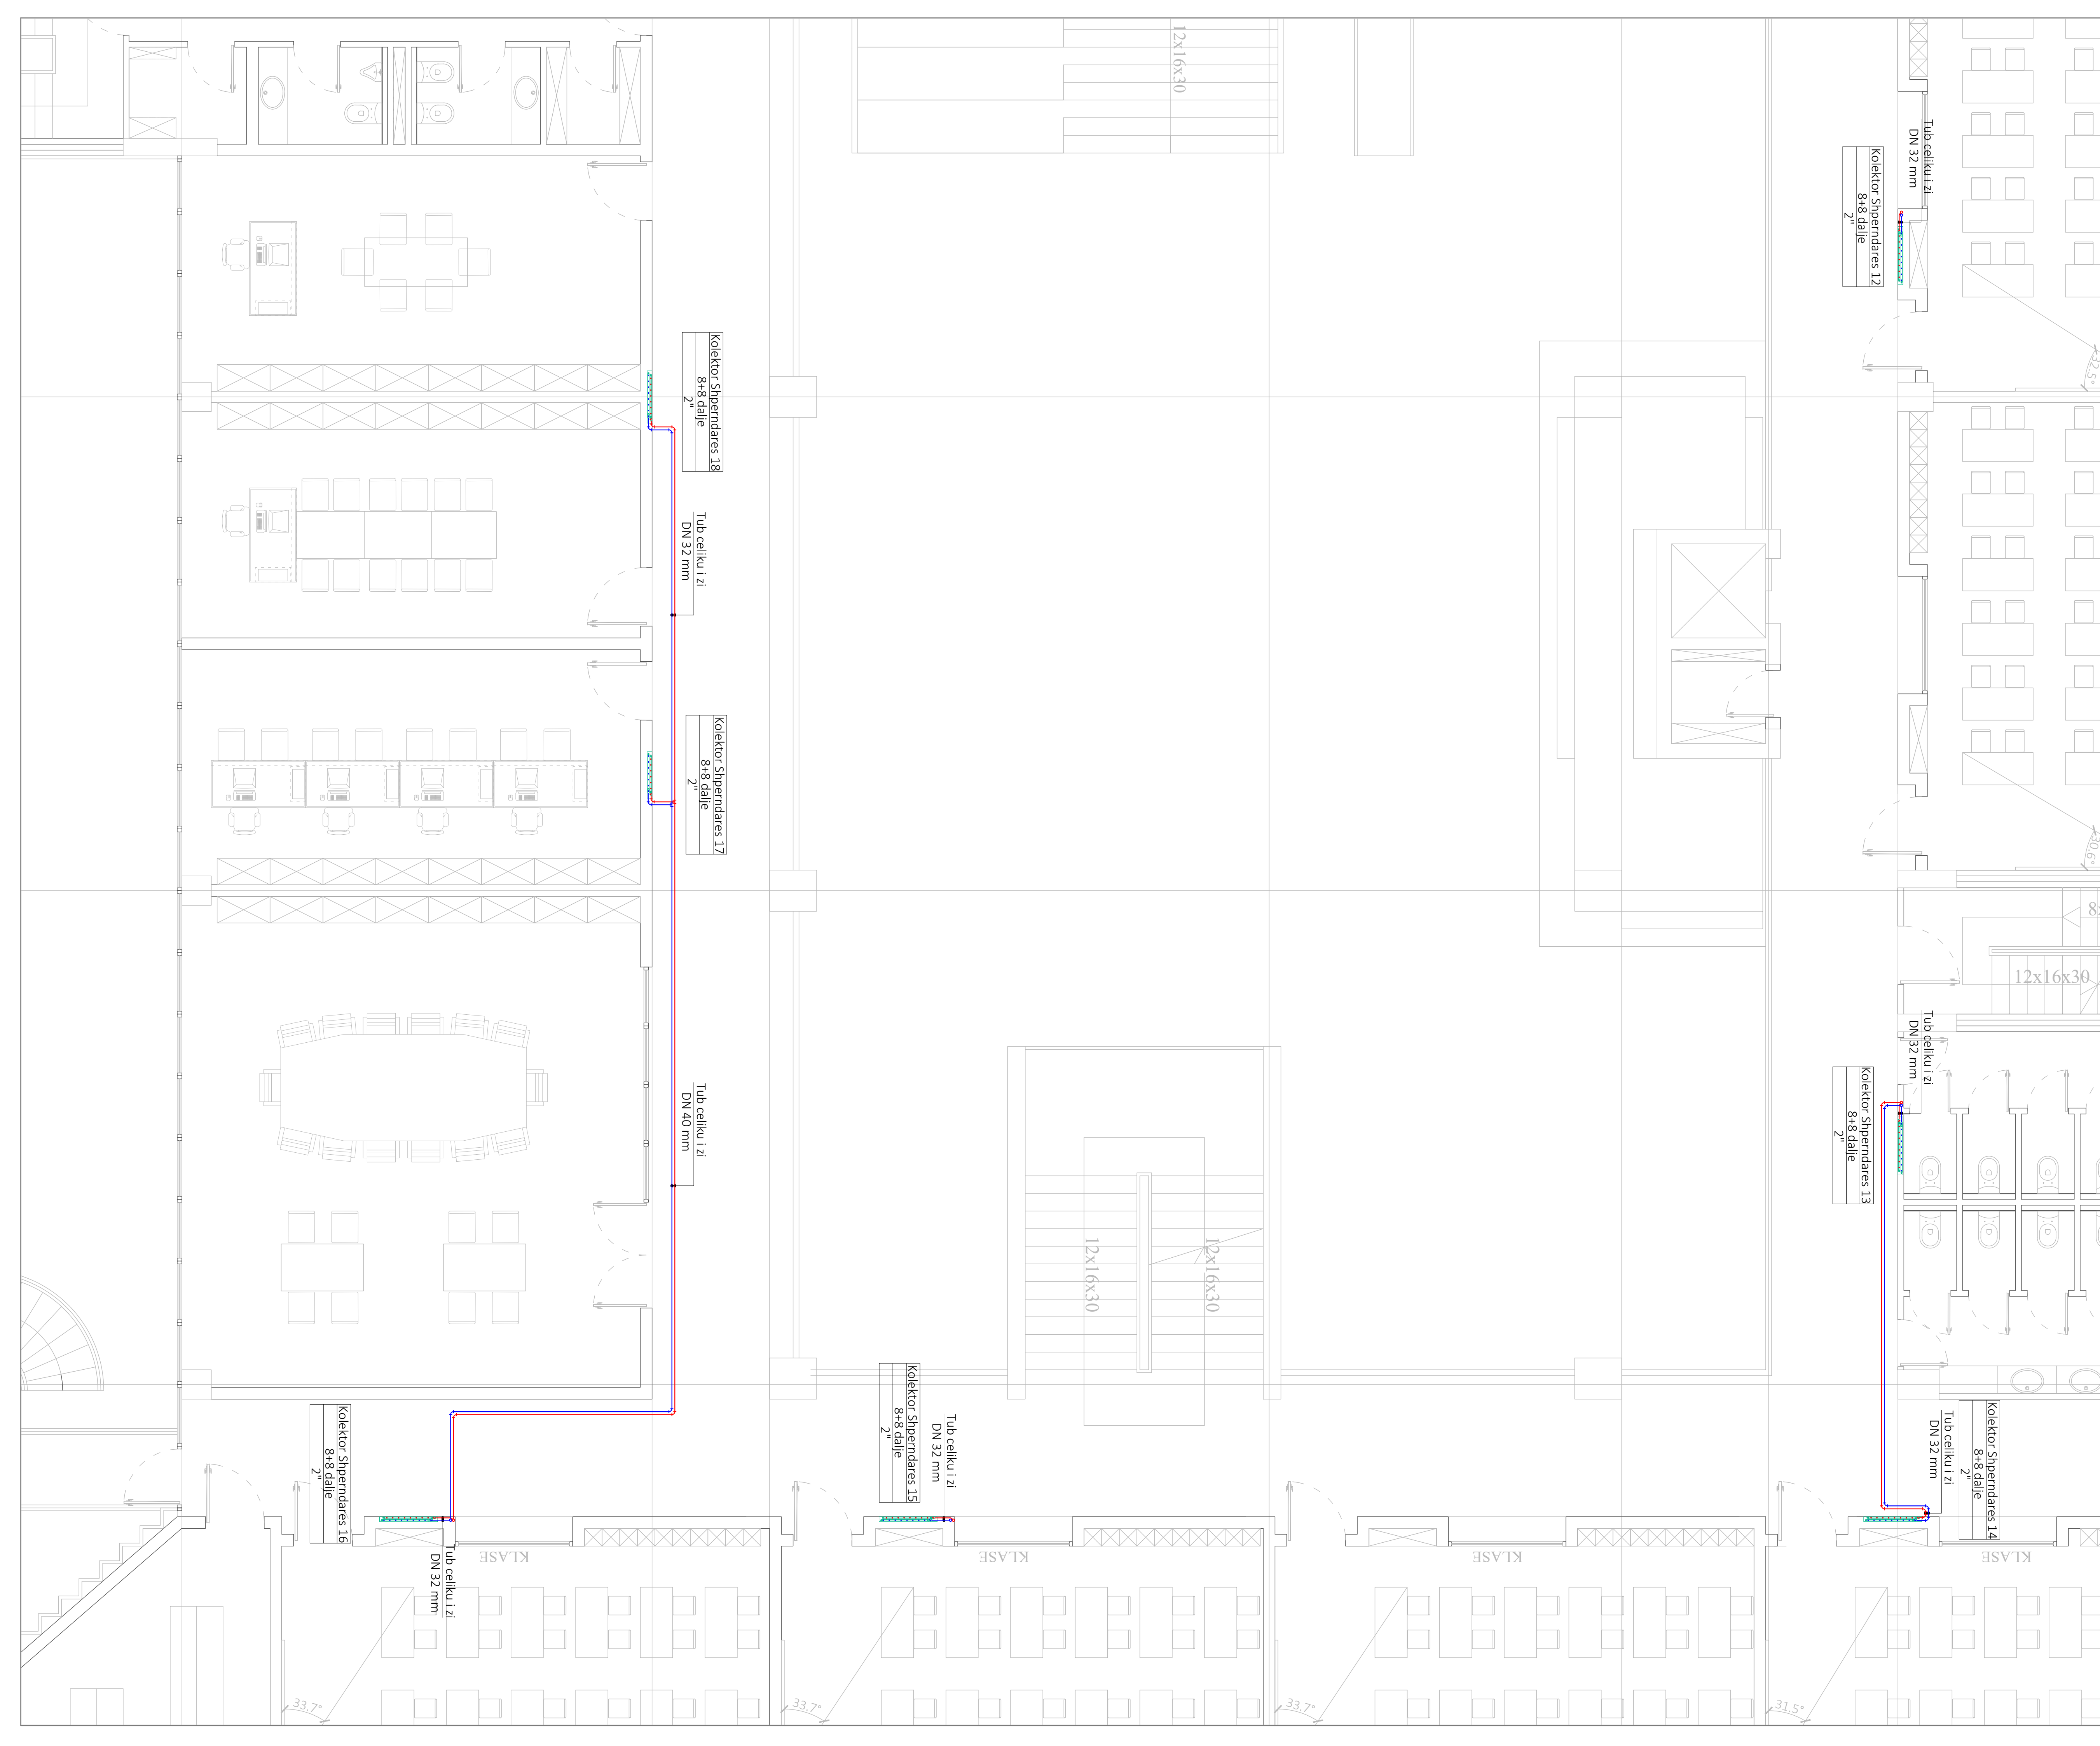 12x16x30
Tub celiku i zi
DN 32 mm
Kolektor Shperndares 12
8+8 dalje
2"
32.5°
Kolektor Shperndares 18
8+8 dalje
2"
Tub celiku i zi
DN 32 mm
Kolektor Shperndares 17
8+8 dalje
2"
30.6°
12x16x30
Tub celiku i zi
DN 32 mm
Kolektor Shperndares 13
8+8 dalje
2"
Tub celiku i zi
DN 40 mm
12x16x30
12x16x30
Kolektor Shperndares 15
8+8 dalje
2"
Tub celiku i zi
DN 32 mm
Kolektor Shperndares 16
8+8 dalje
2"
Tub celiku i zi
DN 32 mm
Kolektor Shperndares 14
8+8 dalje
2"
Tub celiku i zi
DN 32 mm
KLASE
KLASE
KLASE
KLASE
33.7°
33.7°
33.7°
31.5°